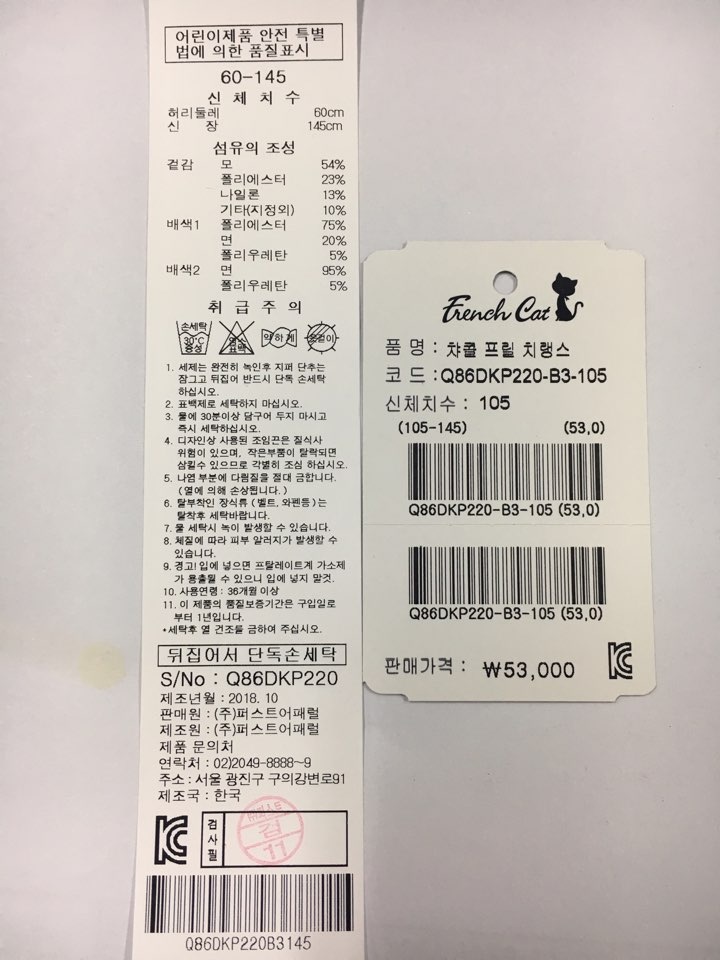 어린이제품 안전 특별
법에 의한 품질표시
60-145
신 체 치 수
허리둘레 60cm
신 장 145cm
섬유의 조성
겉감 모 54%
폴리에스터 23%
나일론 13%
기타(지정외) 10%
배색1 폴리에스터 75%
면 20%
폴리우레탄 5%
배색2 면 95%
폴리우레탄 5%
취 급 주 의
손세탁
30℃
중성
염소
표백
약하게
옷걸이
1. 세제는 완전히 녹인후 지퍼 단추는
잠그고 뒤집어 반드시 단독 손세탁
하십시오.
2. 표백제로 세탁하지 마십시오.
3. 물에 30분이상 담구어 두지 마시고
즉시 세탁하십시오.
4. 디자인상 사용된 조임끈은 질식사
위험이 있으며, 작은부품이 탈락되면
삼킬수 있으므로 각별히 조심 하십시오.
5. 나염 부분에 다림질을 절대 금합니다.
(열에 의해 손상됩니다.)
6. 탈부착인 장식류 (벨트, 와펜등)는
탈착후 세탁바랍니다.
7. 물 세탁시 녹이 발생할 수 있습니다.
8. 체질에 따라 피부 알러지가 발생할 수
있습니다.
9. 경고! 입에 넣으면 프탈레이트계 가소제
가 용출될 수 있으니 입에 넣지 말것.
10. 사용연령 : 36개월 이상
11. 이 제품의 품질보증기간은 구입일로
부터 1년입니다.
*세탁후 열 건조를 금하여 주십시오.
뒤집어서 단독손세탁
S/No : Q86DKP220
제조년월 : 2018. 10
판매원 : (주)퍼스트어패럴
제조원 : (주)퍼스트어패럴
제품 문의처
연락처 : 02)2049-8888~9
주소 : 서울 광진구 구의강변로91
제조국 : 한국
KC
검사필
검
11
Q86DKP220B3145
French Cat
품 명 : 챠콜 프릴 치랭스
코 드 : Q86DKP220-B3-105
신체치수 : 105
(105-145) (53,0)
Q86DKP220-B3-105 (53,0)
Q86DKP220-B3-105 (53,0)
판매가격 : ₩53,000
KC